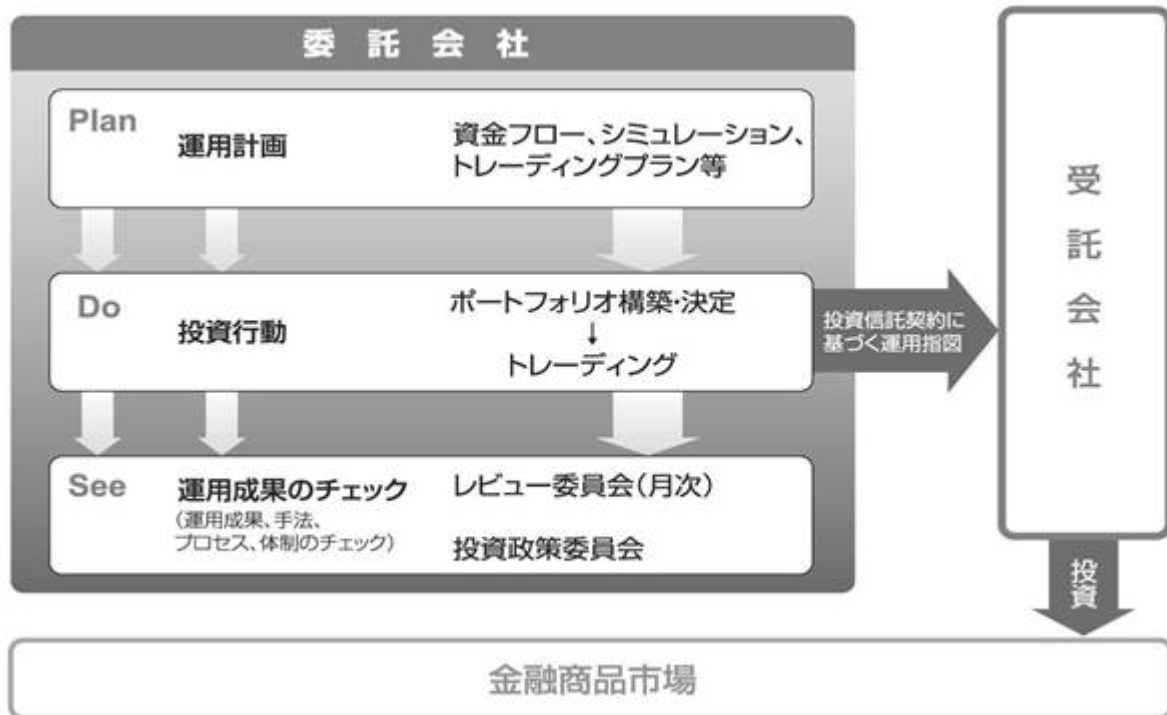 委託会社
Plan
運用計画
資金フロー、シミュレーション、
トレーディングプラン等
Do
投資行動
ポートフォリオ構築・決定
↓
トレーディング
投資信託契約に
基づく運用指図
See
運用成果のチェック
(運用成果、手法、
プロセス、体制のチェック)
レビュー委員会(月次)
投資政策委員会
受託会社
投資
金融商品市場